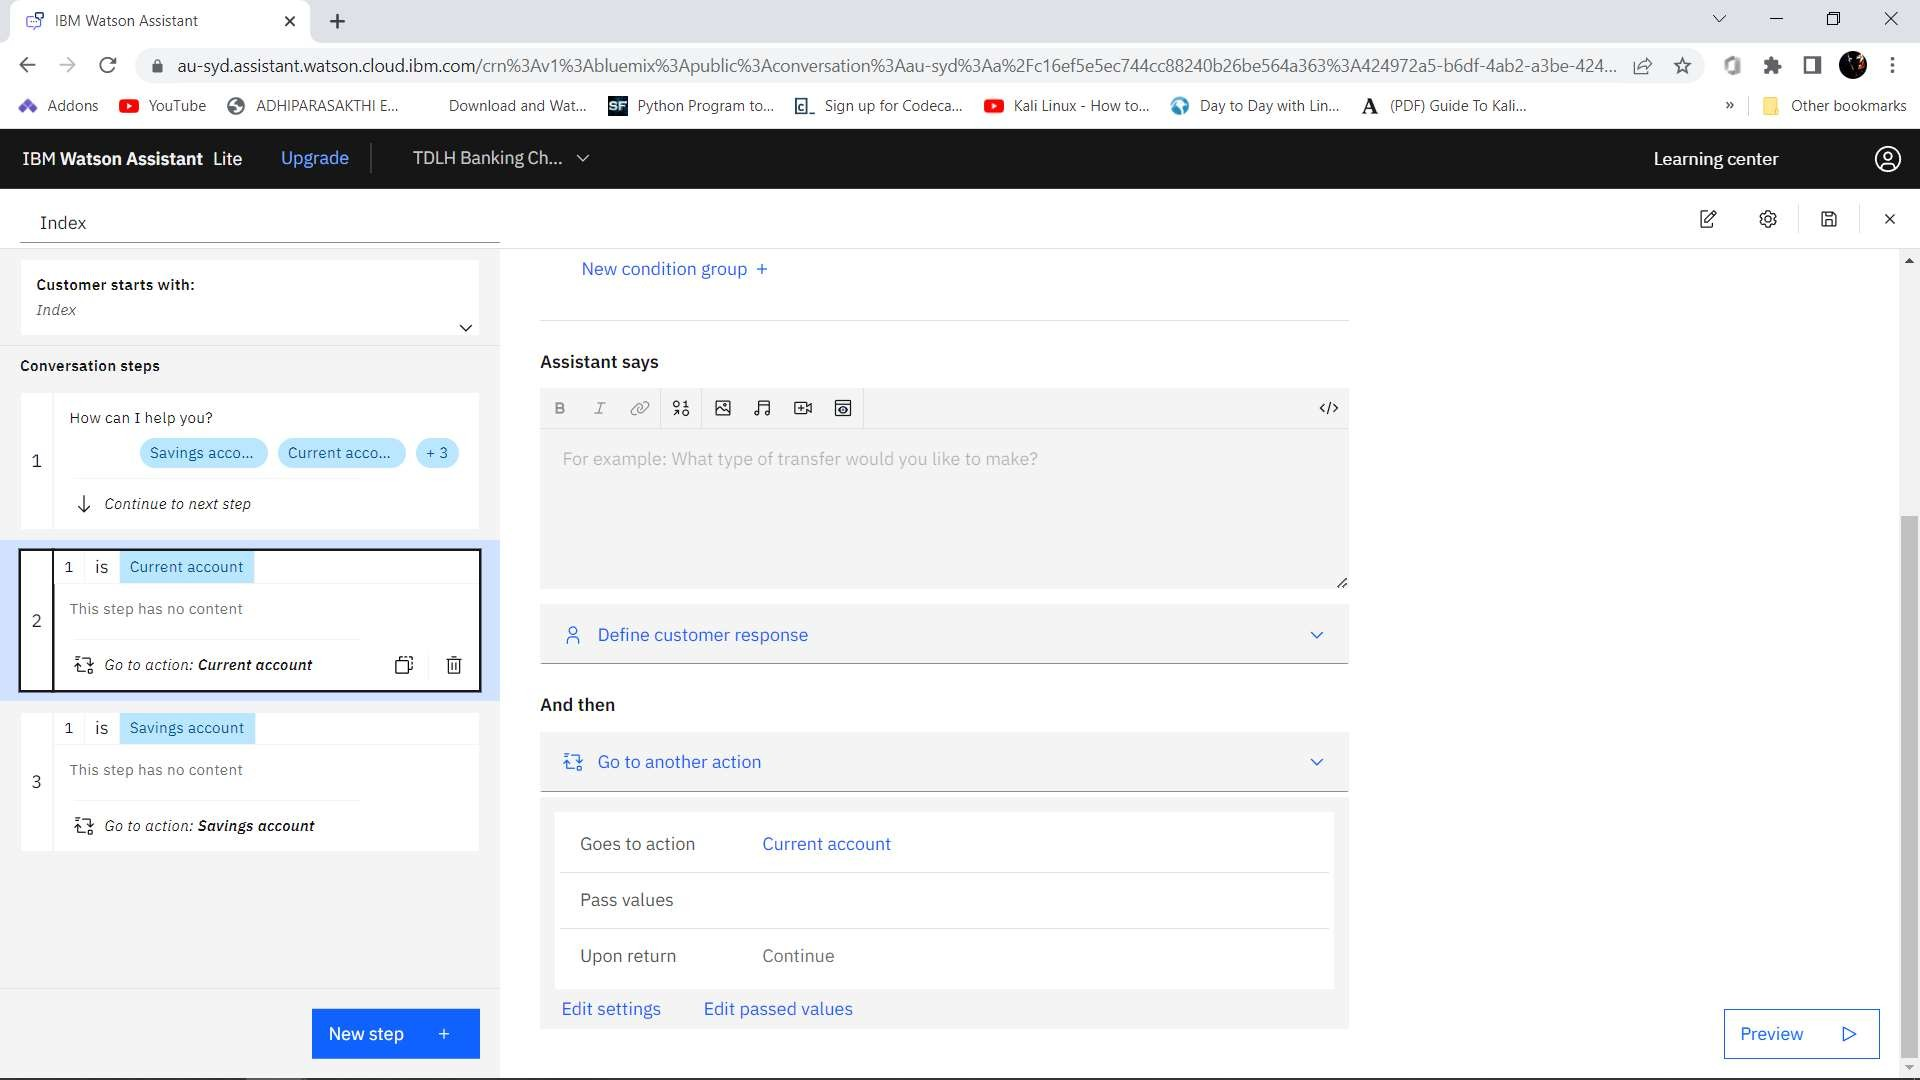 IBM Watson Assistant
au-syd.assistant.watson.cloud.ibm.com/crn%3Av1%3Abluemix%3Apublic%3Aconversation%3Aau-syd%3Aa%2Fc16ef5e5ec744cc88240b26be564a363%3A424972a5-b6df-4ab2-a3be-424...
Addons
YouTube
ADHIPARASAKTHI E...
Download and Wat...
SF
Python Program to...
c_
Sign up for Codeca...
Kali Linux - How to...
Day to Day with Lin...
A
(PDF) Guide To Kali...
»
Other bookmarks
IBM Watson Assistant Lite
Upgrade
TDLH Banking Ch...
Learning center
Index
Customer starts with:
Index
Conversation steps
1
How can I help you?
Savings acco...
Current acco...
+ 3
Continue to next step
2
1 is Current account
This step has no content
Go to action: Current account
3
1 is Savings account
This step has no content
Go to action: Savings account
New step +
New condition group +
Assistant says
B I </>
For example: What type of transfer would you like to make?
Define customer response
And then
Go to another action
Goes to action Current account
Pass values
Upon return Continue
Edit settings Edit passed values
Preview